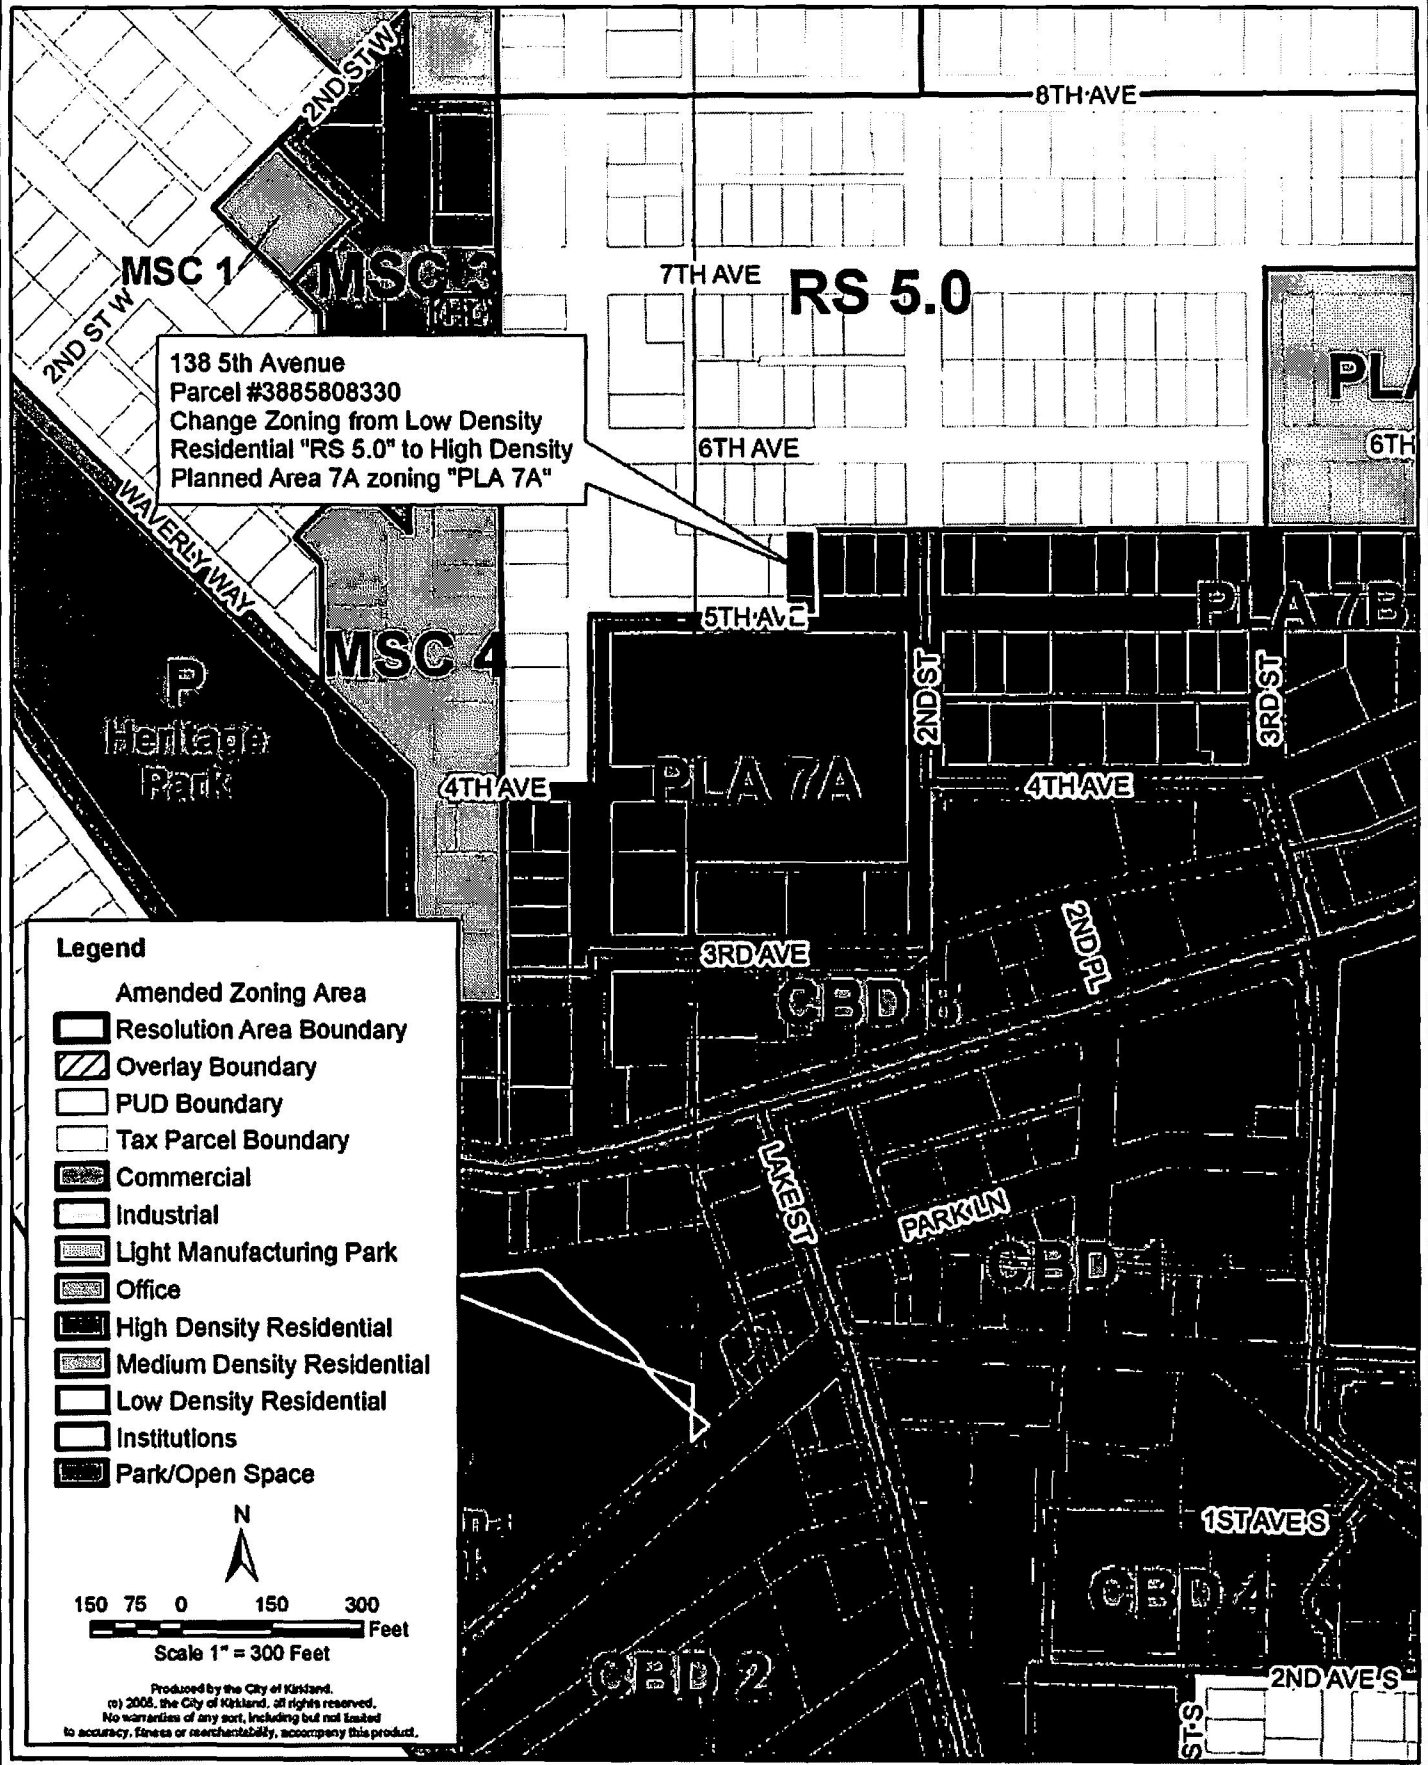 2ND ST W
8TH AVE
MSC 1
MSC 3
7TH AVE
RS 5.0
2ND ST W
PLA
6TH
138 5th Avenue
Parcel #3885808330
Change Zoning from Low Density
Residential "RS 5.0" to High Density
Planned Area 7A zoning "PLA 7A"
6TH AVE
WAVERLY WAY
PLA 7B
5TH AVE
MSC 4
P
Heritage
Park
2ND ST
3RD ST
4TH AVE
PLA 7A
4TH AVE
3RD AVE
2ND PL
CBD 8
Legend
Amended Zoning Area
Resolution Area Boundary
Overlay Boundary
PUD Boundary
Tax Parcel Boundary
Commercial
Industrial
Light Manufacturing Park
Office
High Density Residential
Medium Density Residential
Low Density Residential
Institutions
Park/Open Space
LAKE ST
PARK LN
CBD 1
N
150 75 0 150 300
Feet
Scale 1" = 300 Feet
Produced by the City of Kirkland.
(c) 2005, the City of Kirkland, all rights reserved.
No warranties of any sort, including but not limited
to accuracy, fitness or merchantability, accompany this product.
1ST AVE S
CBD 4
CBD 2
2ND AVE S
ST S